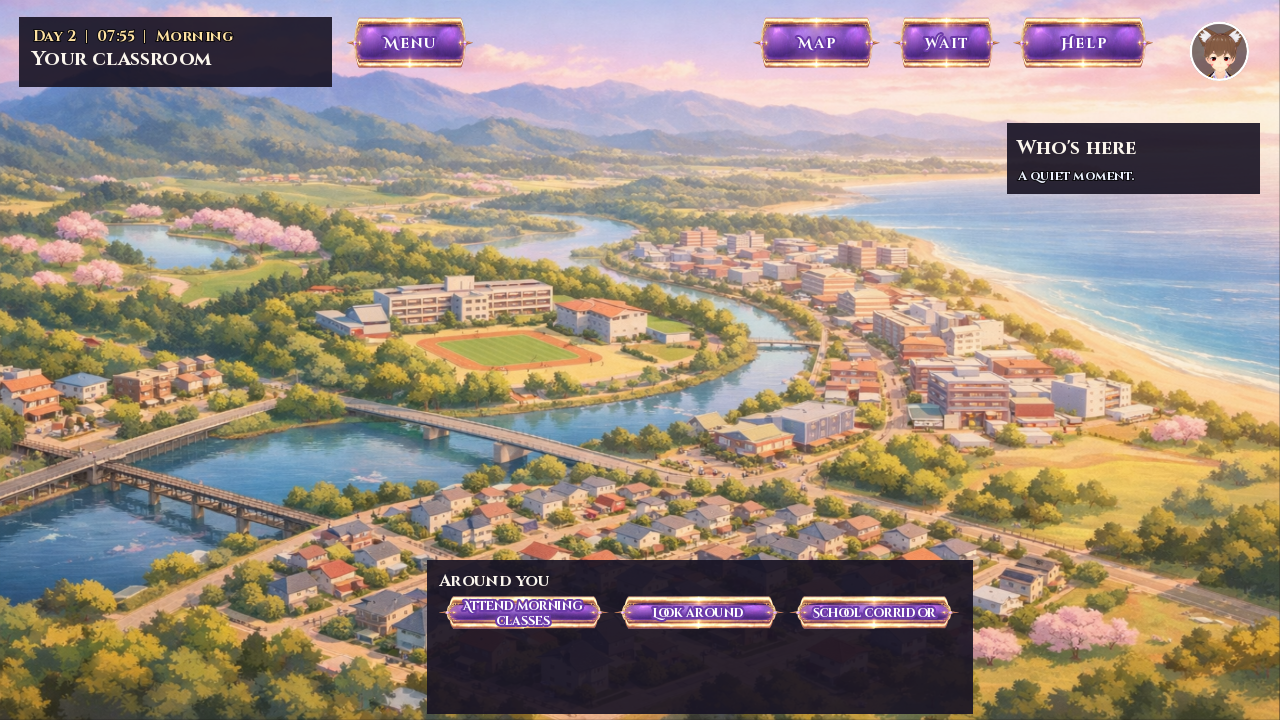 Day 2 | 07:55 | Morning
Your classroom
Menu
Map
Wait
Help
Who's here
A quiet moment.
Around you
Attend morning
classes
Look around
School corridor